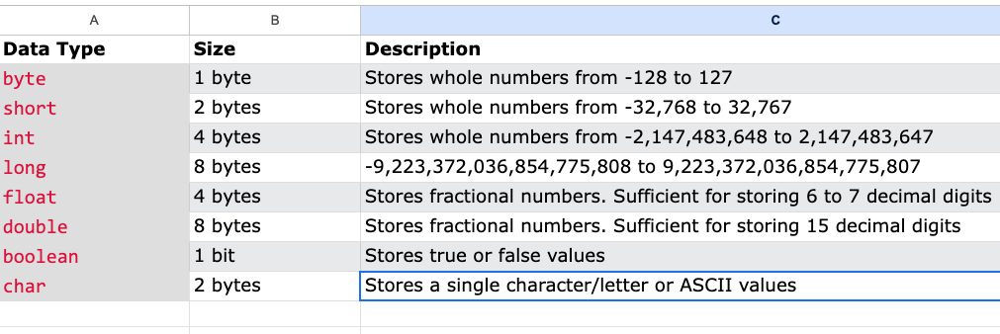 A B C
Data Type Size Description
byte 1 byte Stores whole numbers from -128 to 127
short 2 bytes Stores whole numbers from -32,768 to 32,767
int 4 bytes Stores whole numbers from -2,147,483,648 to 2,147,483,647
long 8 bytes -9,223,372,036,854,775,808 to 9,223,372,036,854,775,807
float 4 bytes Stores fractional numbers. Sufficient for storing 6 to 7 decimal digits
double 8 bytes Stores fractional numbers. Sufficient for storing 15 decimal digits
boolean 1 bit Stores true or false values
char 2 bytes Stores a single character/letter or ASCII values